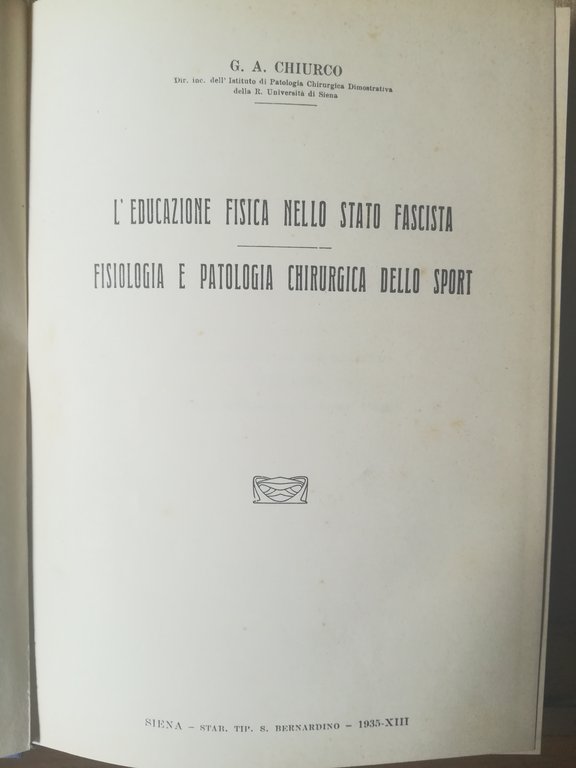 G. A. CHIURCO
Dir. inc. dell' Istituto di Patologia Chirurgica Dimostrativa
della R. Università di Siena
L'EDUCAZIONE FISICA NELLO STATO FASCISTA
FISIOLOGIA E PATOLOGIA CHIRURGICA DELLO SPORT
SIENA – STAB. TIP. S. BERNARDINO – 1935-XIII